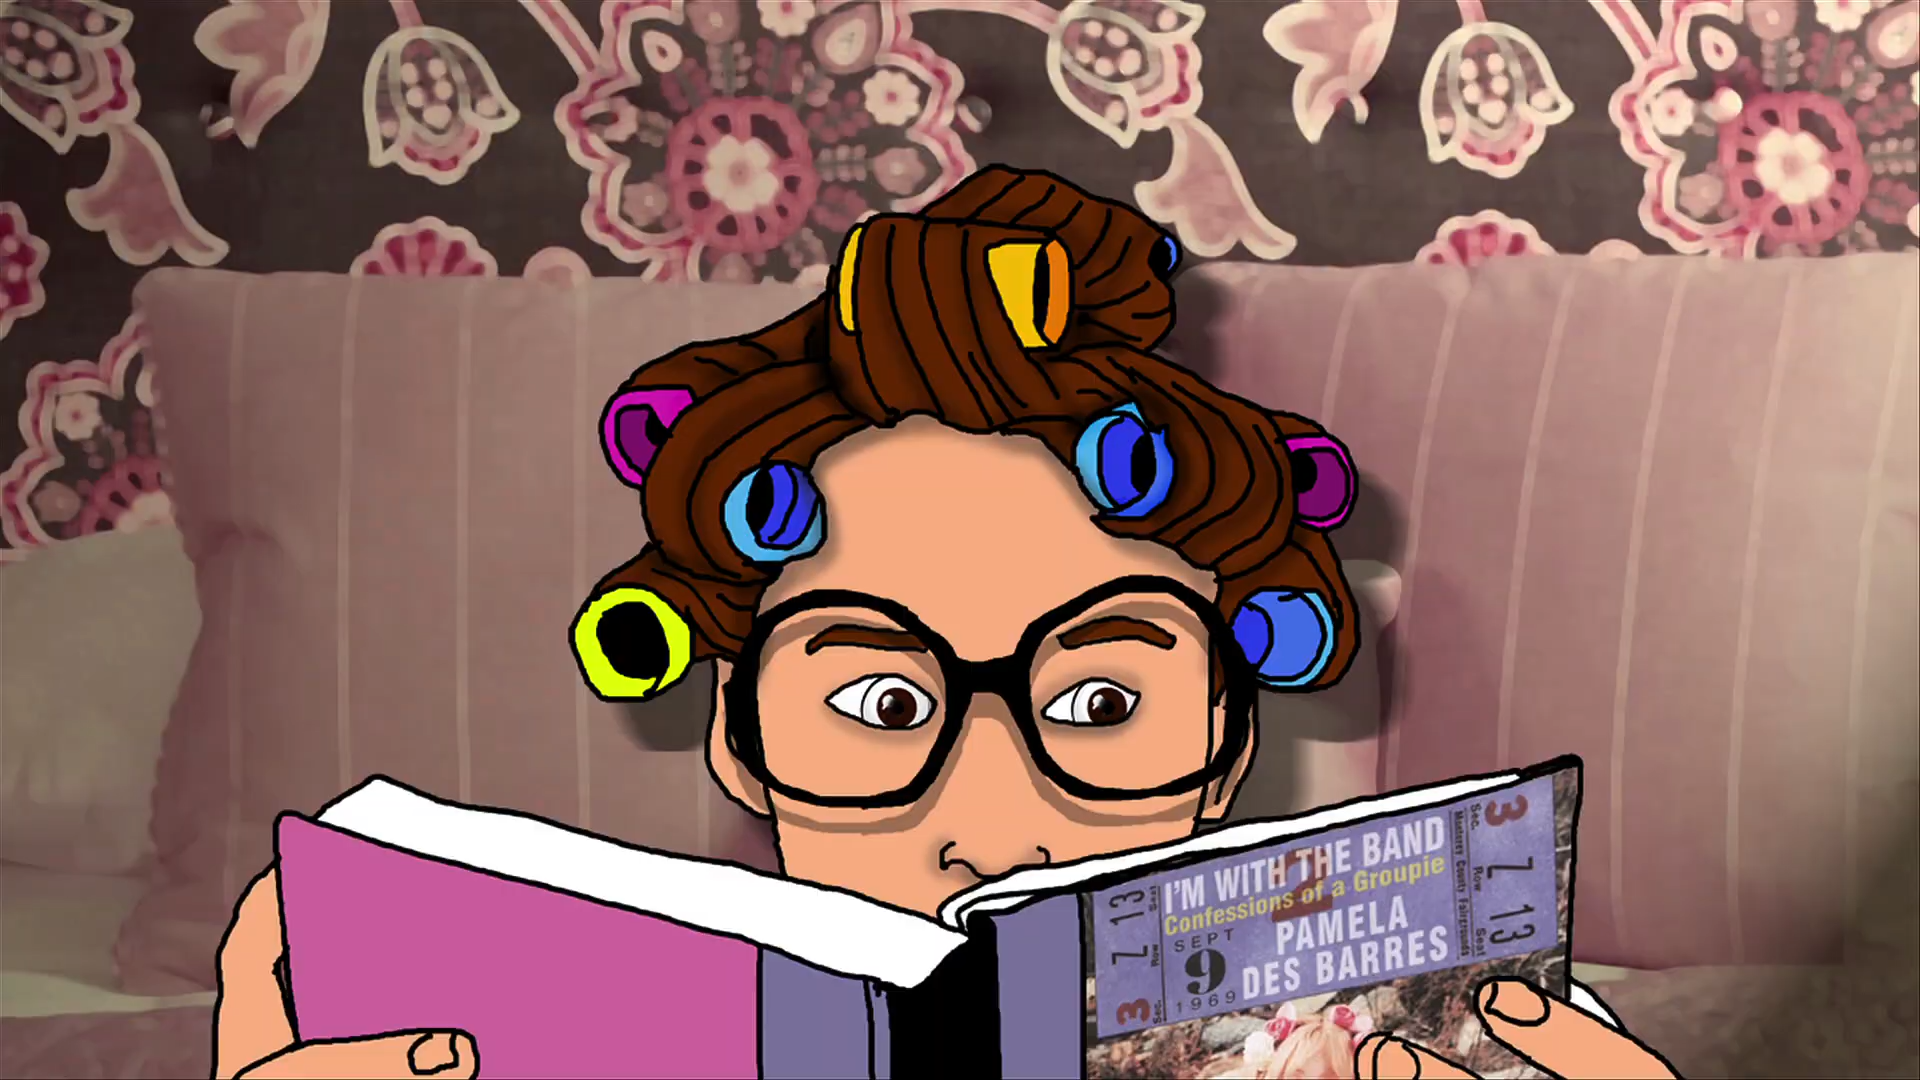 I'M WITH THE BAND
Confessions of a Groupie
PAMELA
DES BARRES
SEPT
9
1969
2
3 Sec.
Z Row
13 Seat
Monterey County Fairgrounds
Sec. 3
Row Z
Seat 13